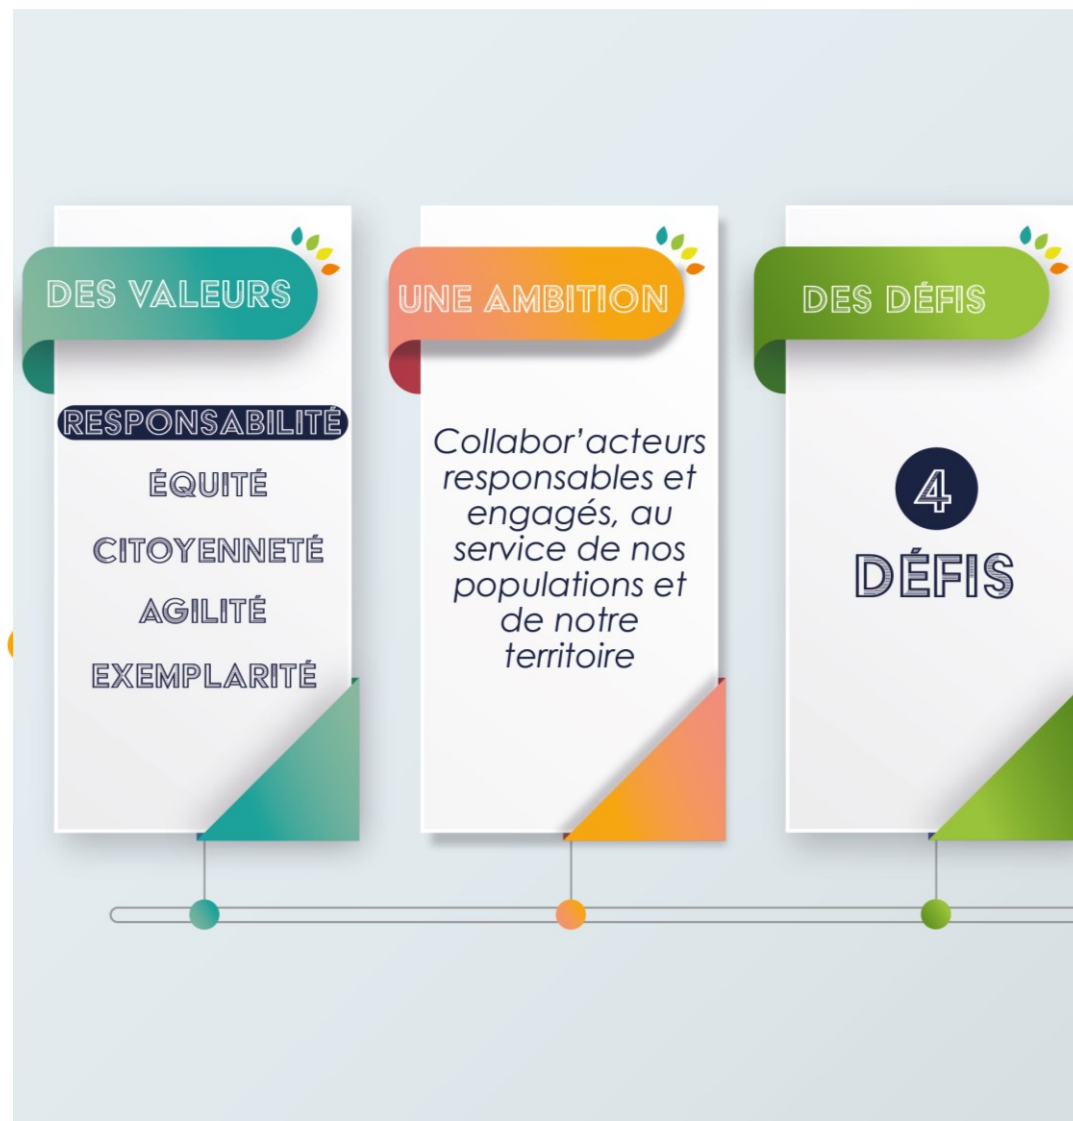 DES VALEURS
RESPONSABILITÉ
ÉQUITÉ
CITOYENNETÉ
AGILITÉ
EXEMPLARITÉ
UNE AMBITION
Collabor'acteurs
responsables et
engagés, au
service de nos
populations et
de notre
territoire
DES DÉFIS
4
DÉFIS